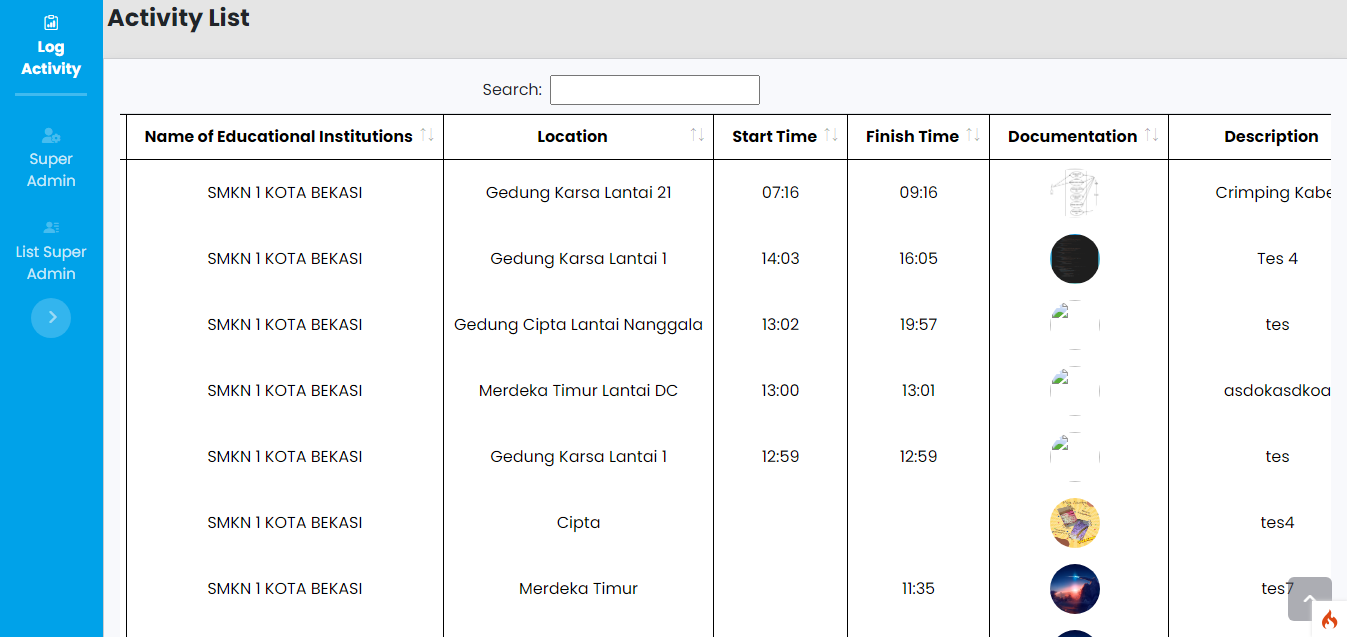 Activity List
Log
Activity
Super
Admin
List Super
Admin
Search:
Name of Educational Institutions Location Start Time Finish Time Documentation Description
SMKN 1 KOTA BEKASI Gedung Karsa Lantai 21 07:16 09:16 Crimping Kabe
SMKN 1 KOTA BEKASI Gedung Karsa Lantai 1 14:03 16:05 Tes 4
SMKN 1 KOTA BEKASI Gedung Cipta Lantai Nanggala 13:02 19:57 tes
SMKN 1 KOTA BEKASI Merdeka Timur Lantai DC 13:00 13:01 asdokasdkoa
SMKN 1 KOTA BEKASI Gedung Karsa Lantai 1 12:59 12:59 tes
SMKN 1 KOTA BEKASI Cipta tes4
SMKN 1 KOTA BEKASI Merdeka Timur 11:35 tes7